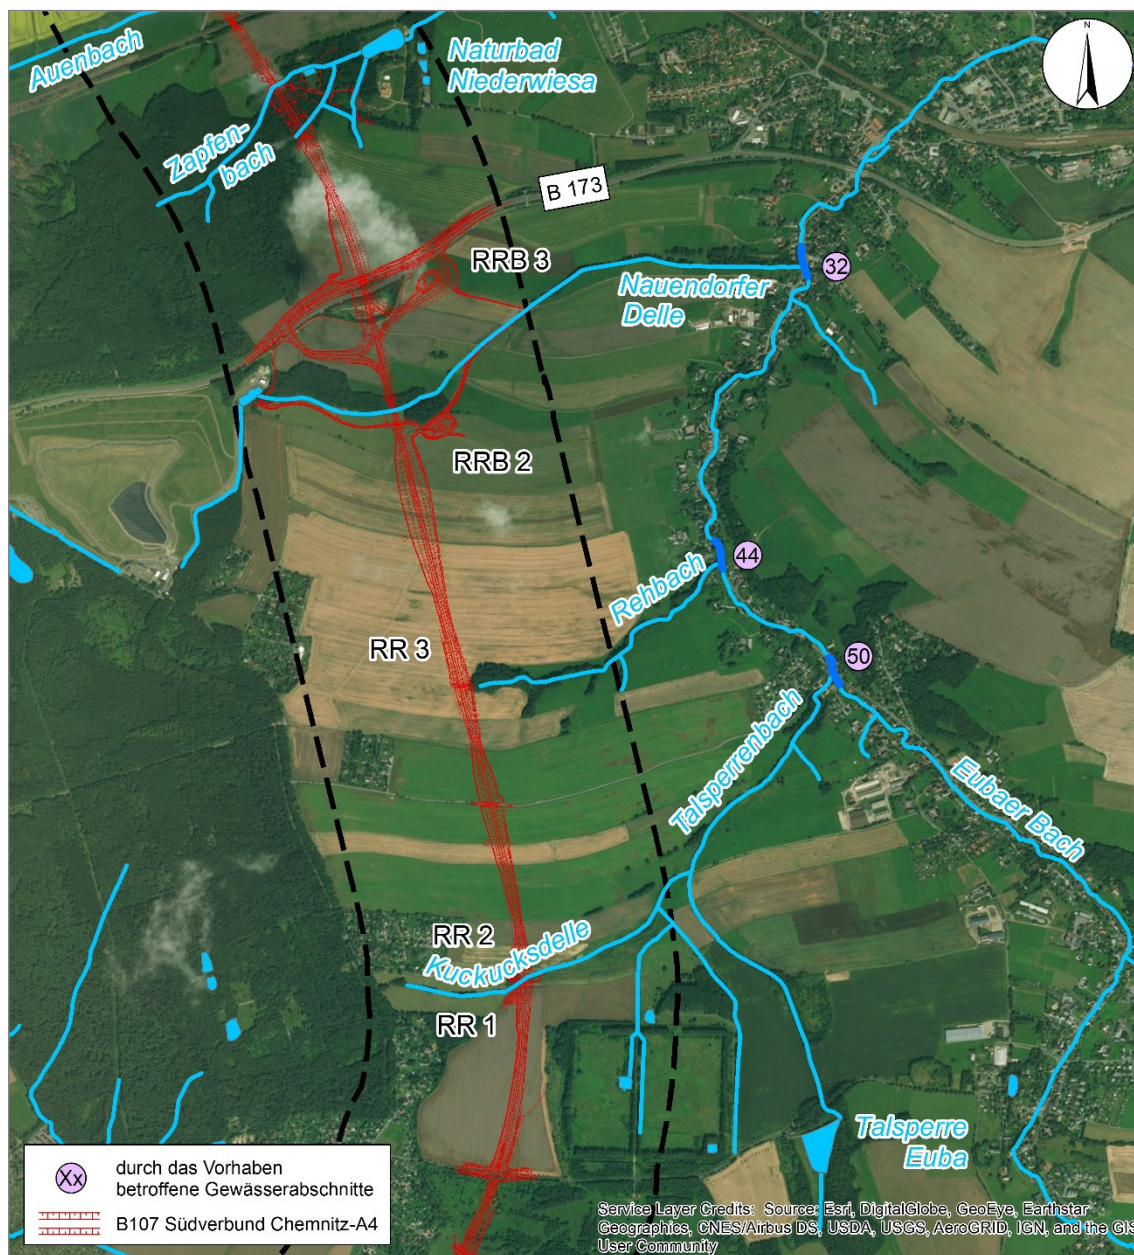 Auenbach
Naturbad
Niederwiesa
N
Zapfen-
bach
B 173
RRB 3
32
Nauendorfer
Delle
RRB 2
44
Rehbach
RR 3
50
Talsperrenbach
Eubaer Bach
RR 2
Kuckucksdelle
RR 1
Talsperre
Euba
Xx
durch das Vorhaben
betroffene Gewässerabschnitte
B107 Südverbund Chemnitz-A4
Service Layer Credits: Source: Esri, DigitalGlobe, GeoEye, Earthstar
Geographics, CNES/Airbus DS, USDA, USGS, AeroGRID, IGN, and the GIS
User Community